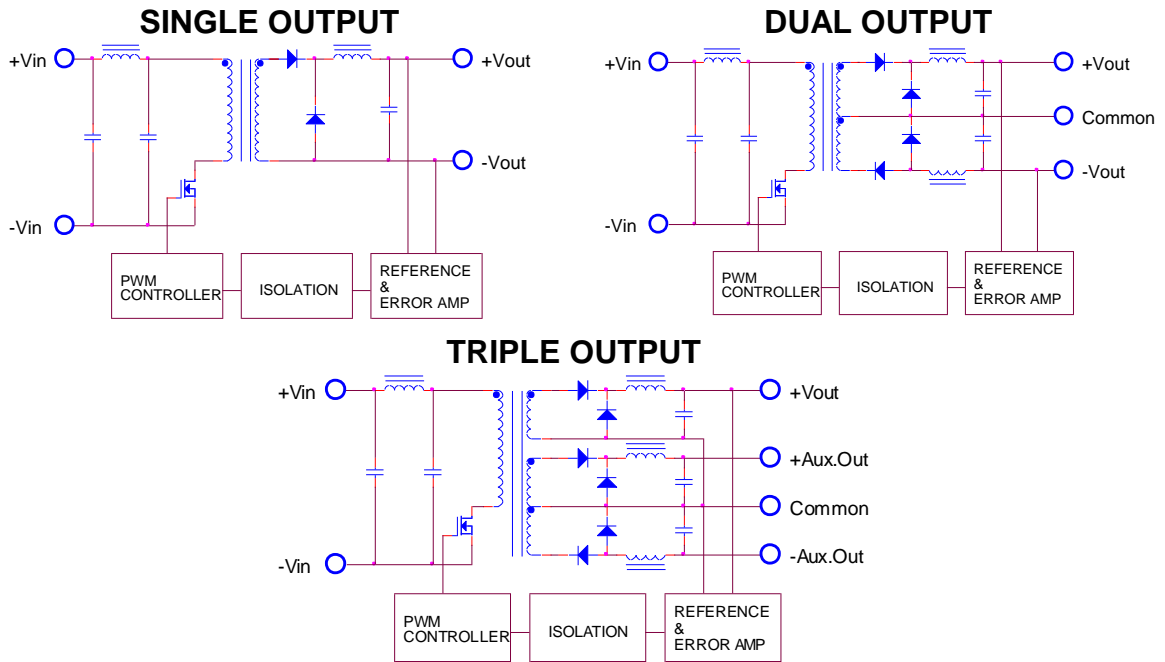 SINGLE OUTPUT
+Vin
+Vout
-Vout
-Vin
PWM
CONTROLLER
ISOLATION
REFERENCE
&
ERROR AMP
DUAL OUTPUT
+Vin
+Vout
Common
-Vout
-Vin
PWM
CONTROLLER
ISOLATION
REFERENCE
&
ERROR AMP
TRIPLE OUTPUT
+Vin
+Vout
+Aux.Out
Common
-Aux.Out
-Vin
PWM
CONTROLLER
ISOLATION
REFERENCE
&
ERROR AMP